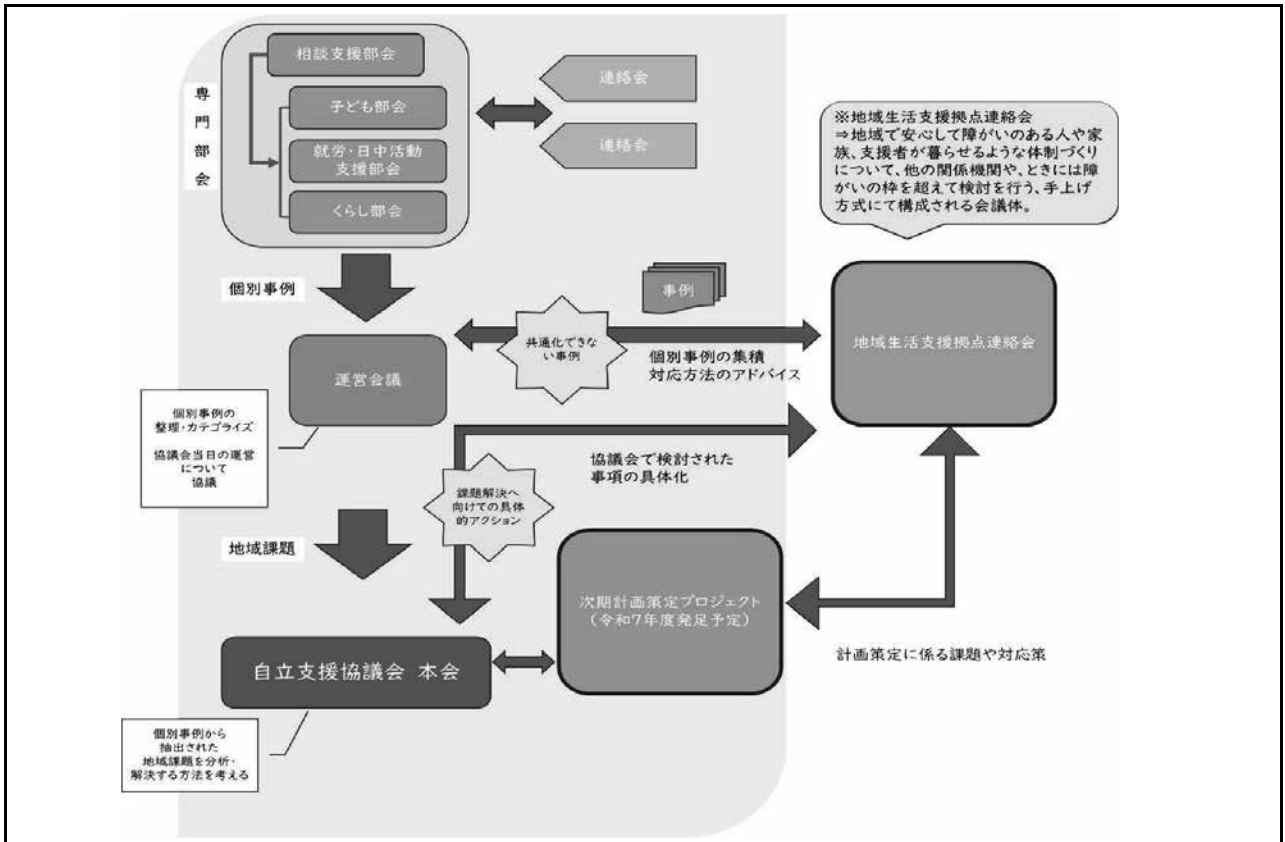 専門部会
相談支援部会
子ども部会
就労・日中活動
支援部会
くらし部会
連絡会
連絡会
※地域生活支援拠点連絡会
⇒地域で安心して障がいのある人や家
族、支援者が暮らせるような体制づくり
について、他の関係機関や、ときには障
がいの枠を超えて検討を行う、手上げ
方式にて構成される会議体。
個別事例
事例
共通化できな
い事例
個別事例の集積
対応方法のアドバイス
地域生活支援拠点連絡会
運営会議
個別事例の
整理・カテゴライズ
協議会当日の運営
について
協議
協議会で検討された
事項の具体化
課題解決へ
向けての具体
的アクション
地域課題
次期計画策定プロジェクト
（令和7年度発足予定）
計画策定に係る課題や対応策
自立支援協議会 本会
個別事例から
抽出された
地域課題を分析・
解決する方法を考える